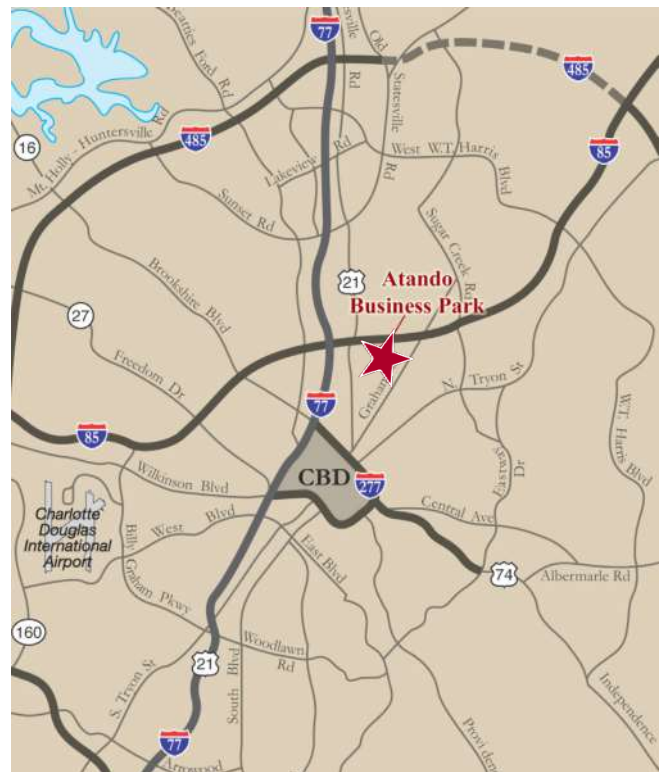 77
Beatties Ford Rd
Statesville Rd
Old Statesville Rd
485
16
Mt. Holly - Huntersville Rd
485
Lakeview Rd
West W.T. Harris Blvd
85
Sunset Rd
Sugar Creek Rd
21
Atando
Business Park
Brookshire Blvd
27
Freedom Dr
Graham
N. Tryon St
77
85
W.T. Harris Blvd
Eastway Dr
Wilkinson Blvd
CBD
277
Charlotte
Douglas
International
Airport
West Blvd
Central Ave
East Blvd
Billy Graham Pkwy
74
Albermarle Rd
160
Woodlawn Rd
21
S. Tryon St
South Blvd
Independence
Providen
77
Arrowood